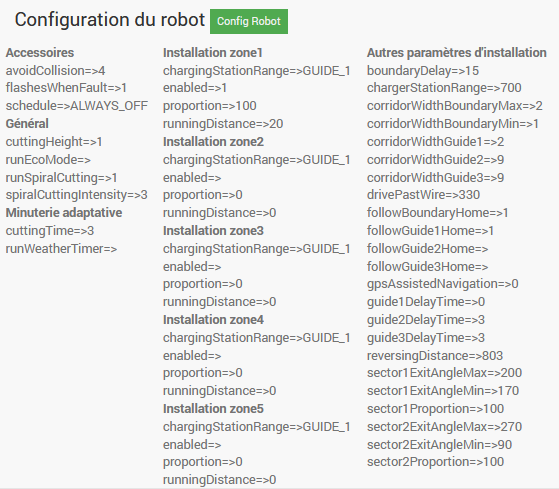 Configuration du robot Config Robot
Accessoires
avoidCollision=>4
flashesWhenFault=>1
schedule=>ALWAYS_OFF
Général
cuttingHeight=>1
runEcoMode=>
runSpiralCutting=>1
spiralCuttingIntensity=>3
Minuterie adaptative
cuttingTime=>3
runWeatherTimer=>
Installation zone1
chargingStationRange=>GUIDE_1
enabled=>1
proportion=>100
runningDistance=>20
Installation zone2
chargingStationRange=>GUIDE_1
enabled=>
proportion=>0
runningDistance=>0
Installation zone3
chargingStationRange=>GUIDE_1
enabled=>
proportion=>0
runningDistance=>0
Installation zone4
chargingStationRange=>GUIDE_1
enabled=>
proportion=>0
runningDistance=>0
Installation zone5
chargingStationRange=>GUIDE_1
enabled=>
proportion=>0
runningDistance=>0
Autres paramètres d'installation
boundaryDelay=>15
chargerStationRange=>700
corridorWidthBoundaryMax=>2
corridorWidthBoundaryMin=>1
corridorWidthGuide1=>2
corridorWidthGuide2=>9
corridorWidthGuide3=>9
drivePastWire=>330
followBoundaryHome=>1
followGuide1Home=>1
followGuide2Home=>
followGuide3Home=>
gpsAssistedNavigation=>0
guide1DelayTime=>0
guide2DelayTime=>3
guide3DelayTime=>3
reversingDistance=>803
sector1ExitAngleMax=>200
sector1ExitAngleMin=>170
sector1Proportion=>100
sector2ExitAngleMax=>270
sector2ExitAngleMin=>90
sector2Proportion=>100